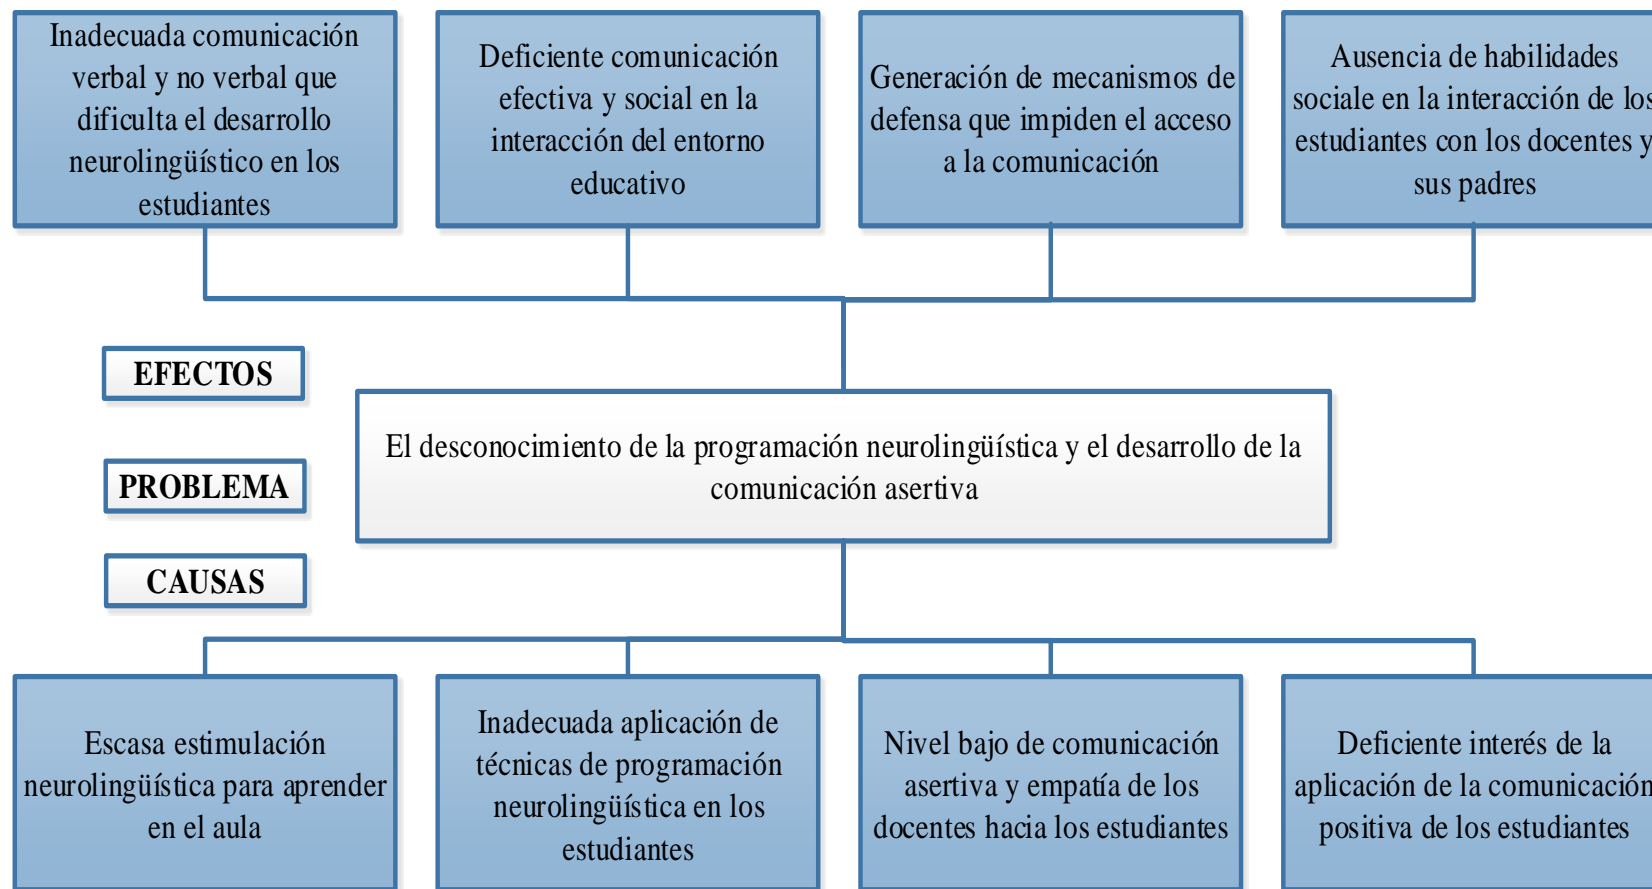 Inadecuada comunicación
verbal y no verbal que
dificulta el desarrollo
neurolingüístico en los
estudiantes
Deficiente comunicación
efectiva y social en la
interacción del entorno
educativo
Generación de mecanismos de
defensa que impiden el acceso
a la comunicación
Ausencia de habilidades
sociale en la interacción de los
estudiantes con los docentes y
sus padres
EFECTOS
El desconocimiento de la programación neurolingüística y el desarrollo de la
comunicación asertiva
PROBLEMA
CAUSAS
Escasa estimulación
neurolingüística para aprender
en el aula
Inadecuada aplicación de
técnicas de programación
neurolingüística en los
estudiantes
Nivel bajo de comunicación
asertiva y empatía de los
docentes hacia los estudiantes
Deficiente interés de la
aplicación de la comunicación
positiva de los estudiantes